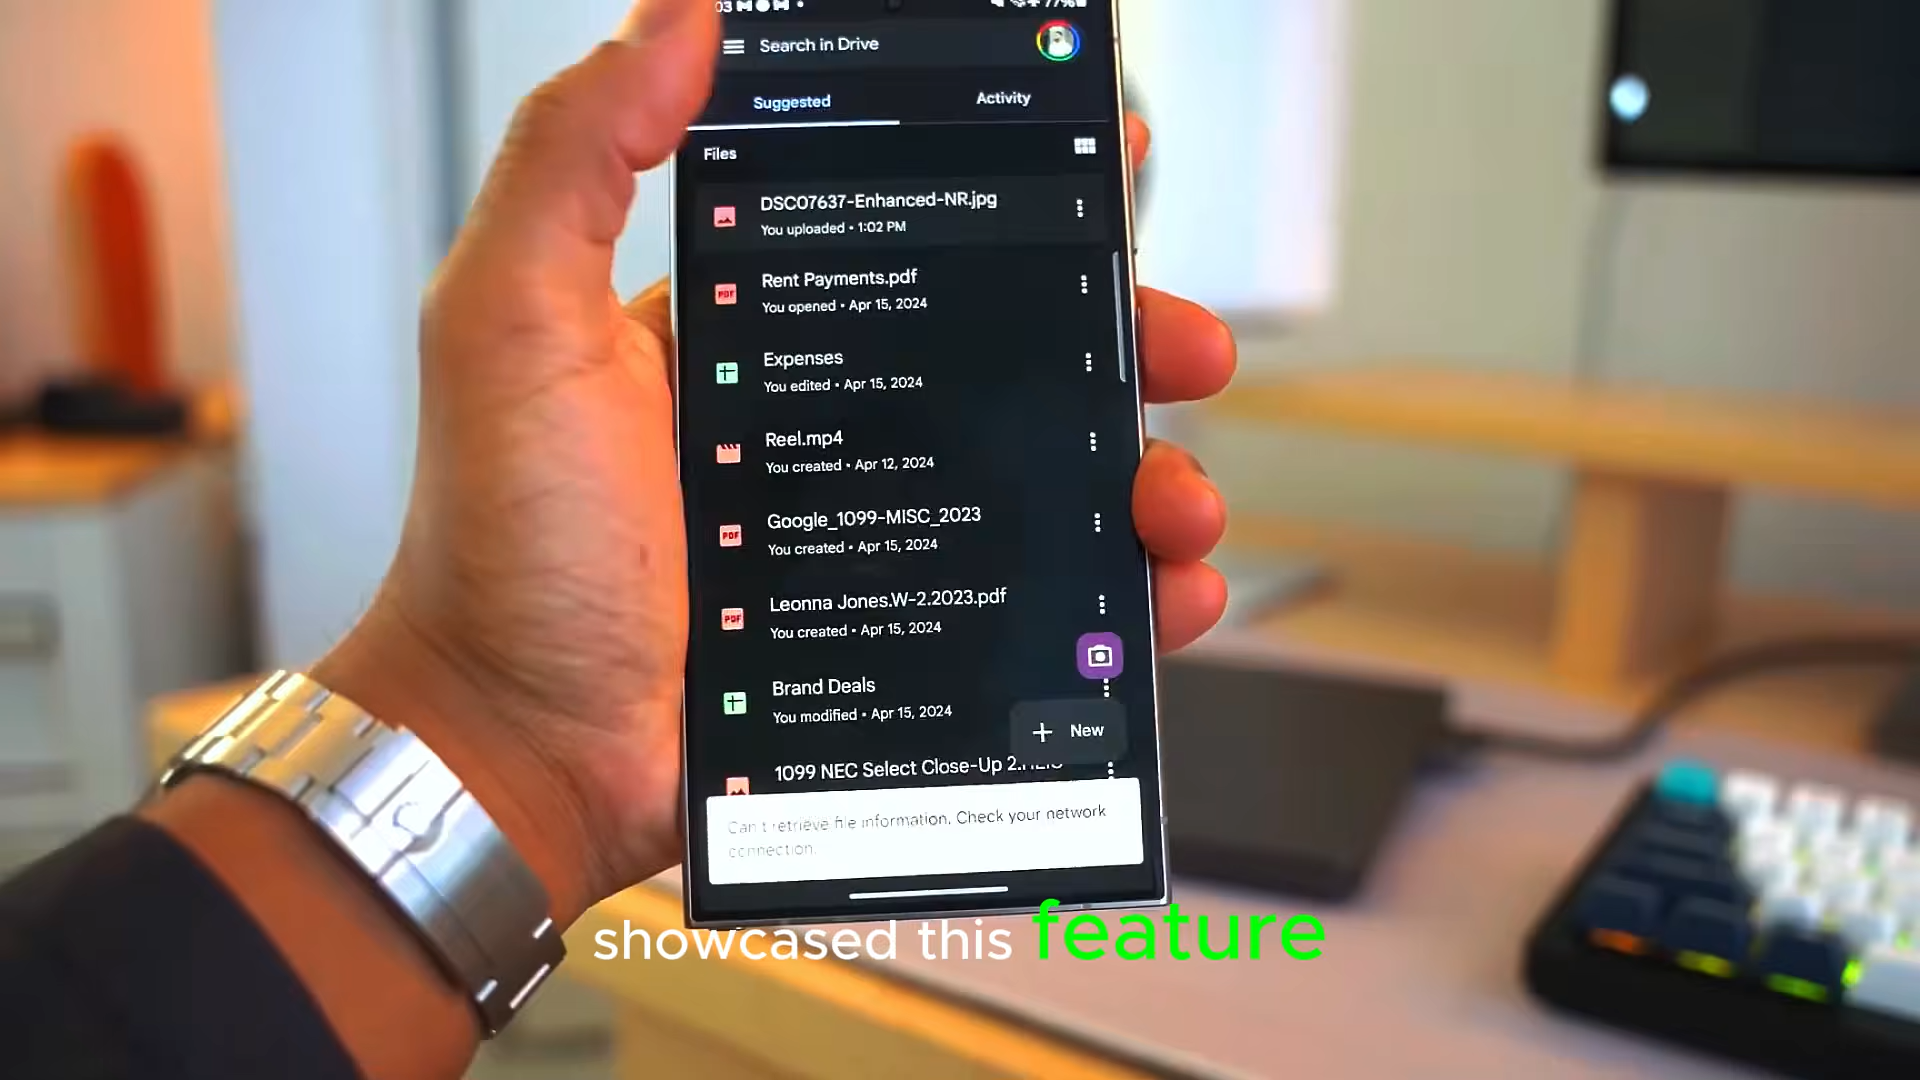 03 77%
Search in Drive
Suggested
Activity
Files
DSC07637-Enhanced-NR.jpg
You uploaded • 1:02 PM
Rent Payments.pdf
You opened • Apr 15, 2024
Expenses
You edited • Apr 15, 2024
Reel.mp4
You created • Apr 12, 2024
Google_1099-MISC_2023
You created • Apr 15, 2024
Leonna Jones.W-2.2023.pdf
You created • Apr 15, 2024
Brand Deals
You modified • Apr 15, 2024
New
1099 NEC Select Close-Up 2.HEIC
Can't retrieve file information. Check your network
connection.
showcased this feature